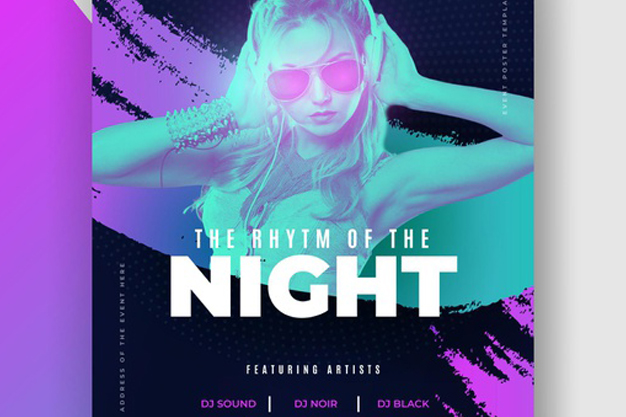 EVENT POSTER TEMPLA
THE RHYTM OF THE
NIGHT
ADDRESS OF THE EVENT HERE
FEATURING ARTISTS
DJ SOUND | DJ NOIR | DJ BLACK